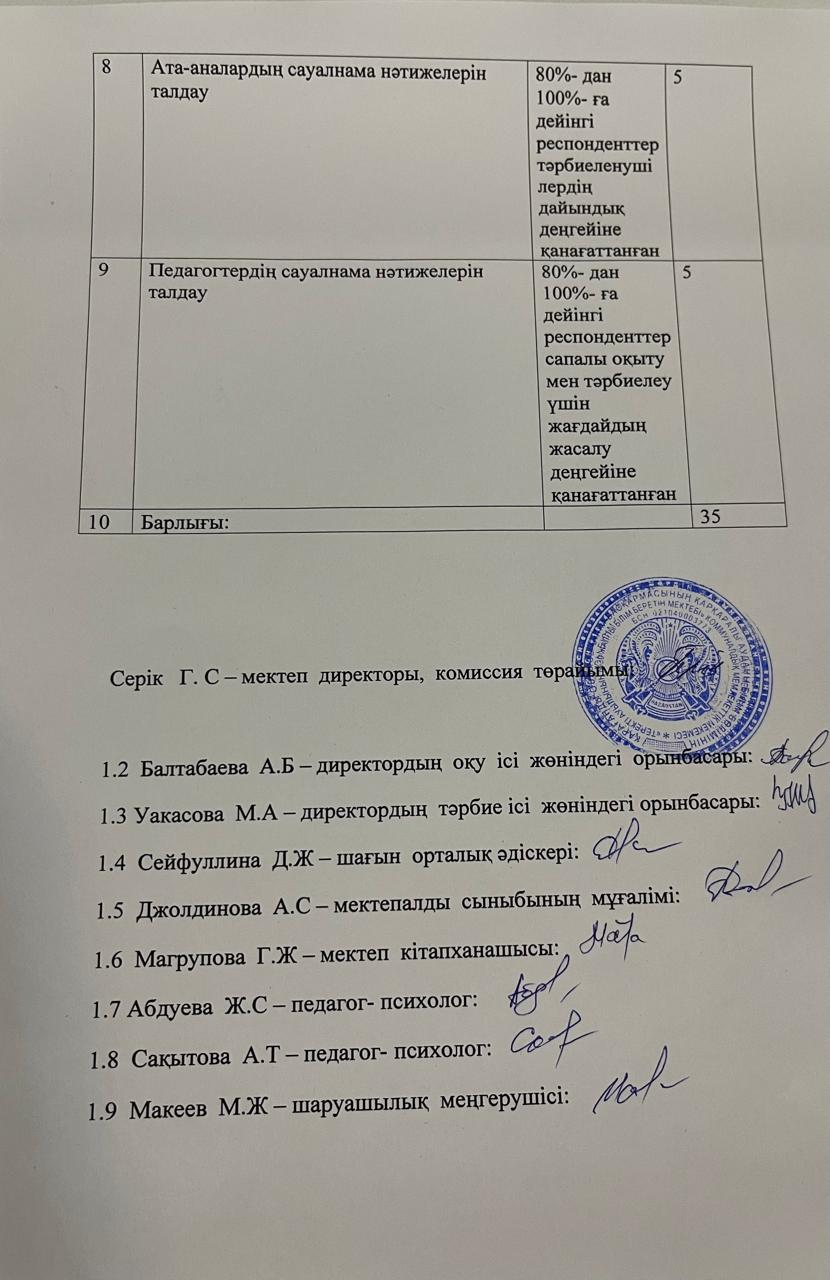 8 Ата-аналардың сауалнама нәтижелерін 80%- дан 5
талдау 100%- ға
дейінгі
респонденттер
тәрбиеленуші
лердің
дайындық
деңгейіне
қанағаттанған
9 Педагогтердің сауалнама нәтижелерін 80%- дан 5
талдау 100%- ға
дейінгі
респонденттер
сапалы оқыту
мен тәрбиелеу
үшін
жағдайдың
жасалу
деңгейіне
қанағаттанған
10 Барлығы: 35
Серік Г. С – мектеп директоры, комиссия төрайымы:
1.2 Балтабаева А.Б – директордың оқу ісі жөніндегі орынбасары:
1.3 Уакасова М.А – директордың тәрбие ісі жөніндегі орынбасары:
1.4 Сейфуллина Д.Ж – шағын орталық әдіскері:
1.5 Джолдинова А.С – мектепалды сыныбының мұғалімі:
1.6 Магрупова Г.Ж – мектеп кітапханашысы:
1.7 Абдуева Ж.С – педагог- психолог:
1.8 Сақытова А.Т – педагог- психолог:
1.9 Макеев М.Ж – шаруашылық меңгерушісі: